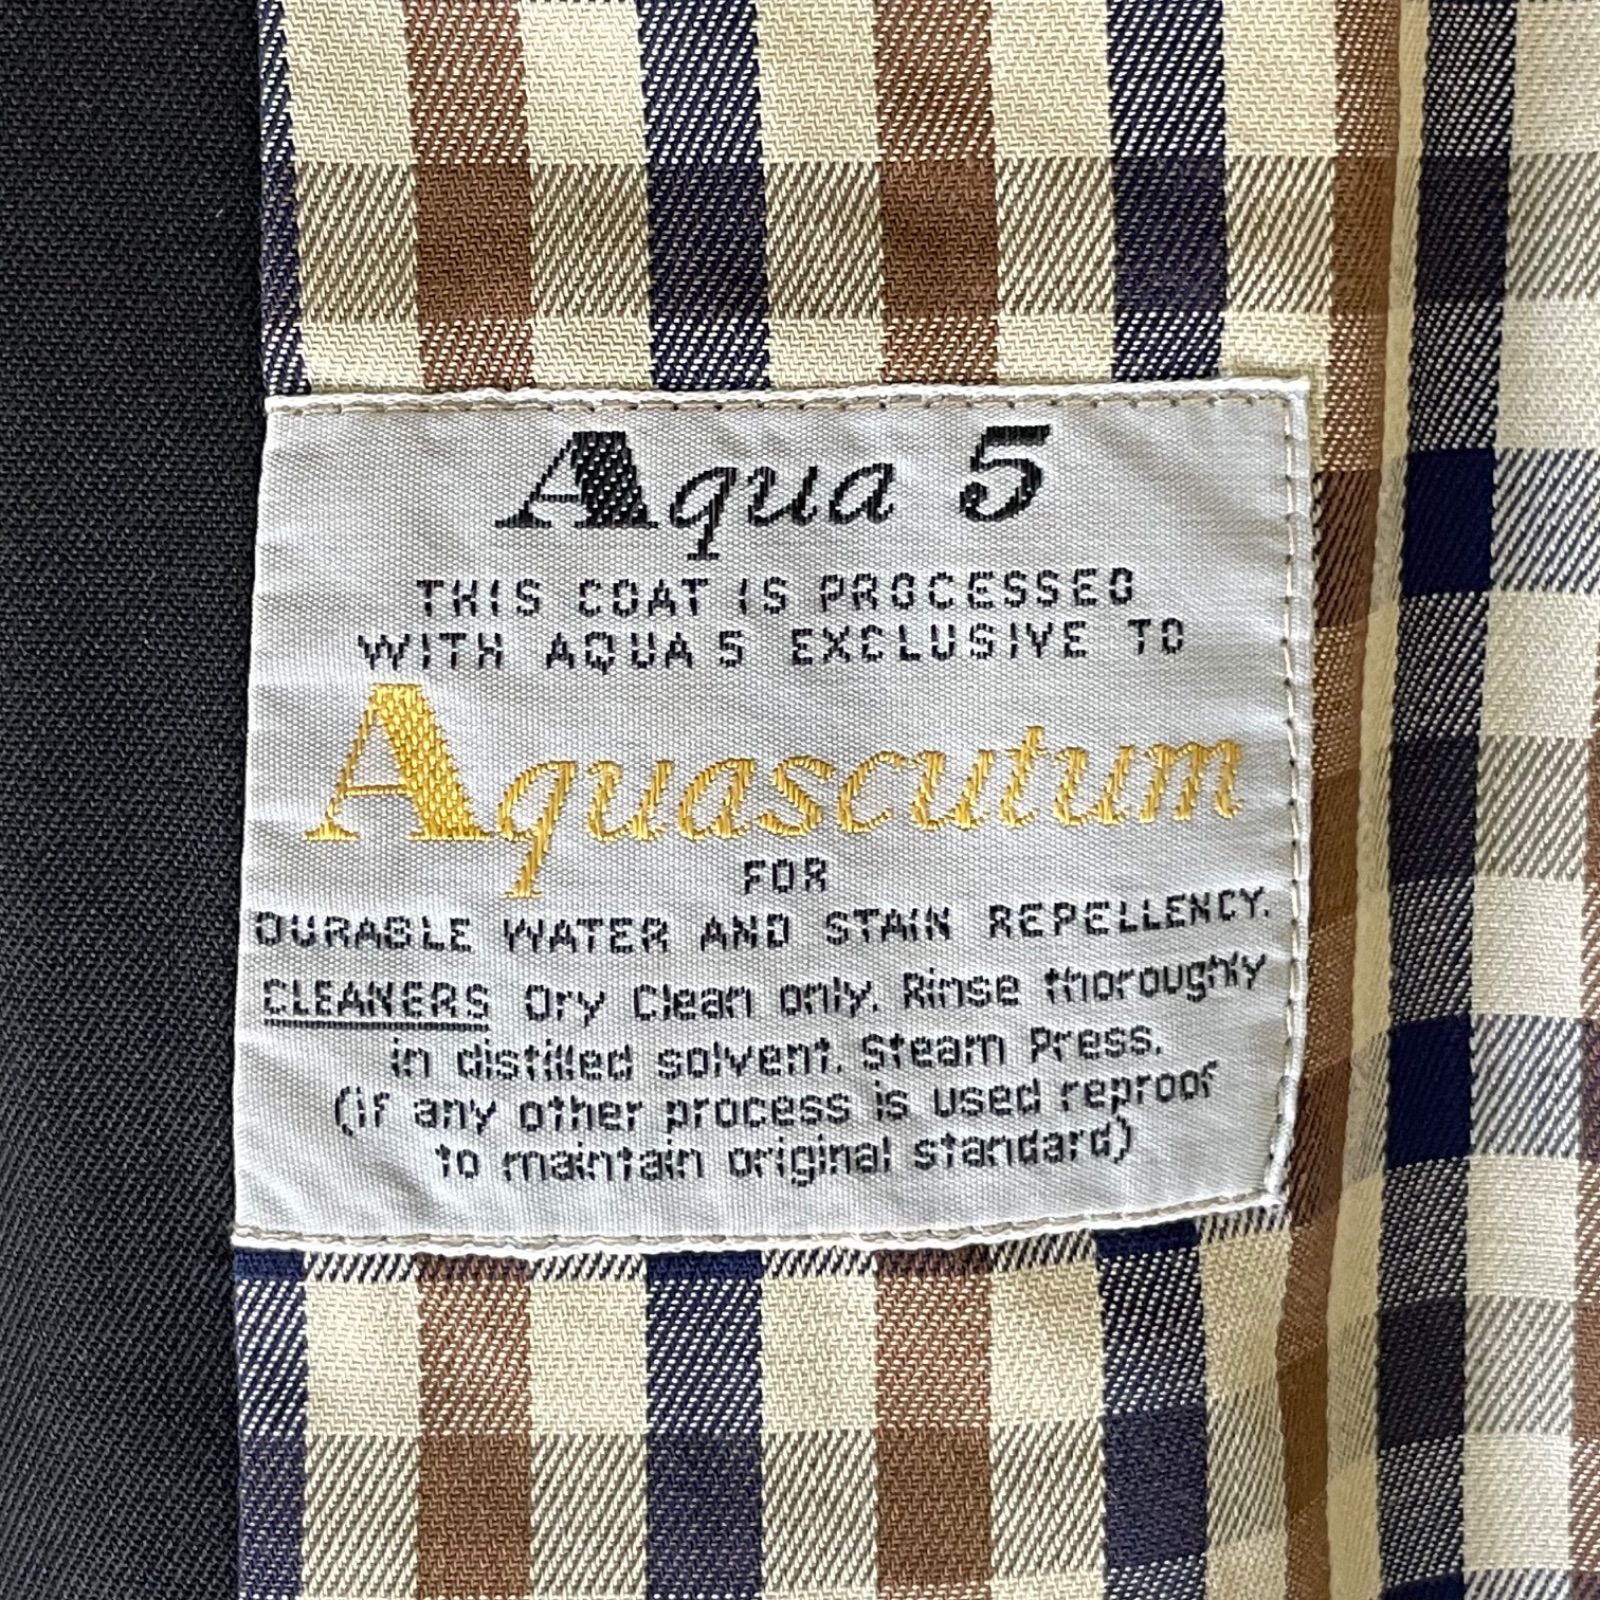 Aqua 5
THIS COAT IS PROCESSED
WITH AQUA 5 EXCLUSIVE TO
Aquascutum
FOR
DURABLE WATER AND STAIN REPELLENCY.
CLEANERS Dry Clean only. Rinse thoroughly
in distilled solvent. Steam Press.
(if any other process is used reproof
to maintain original standard)